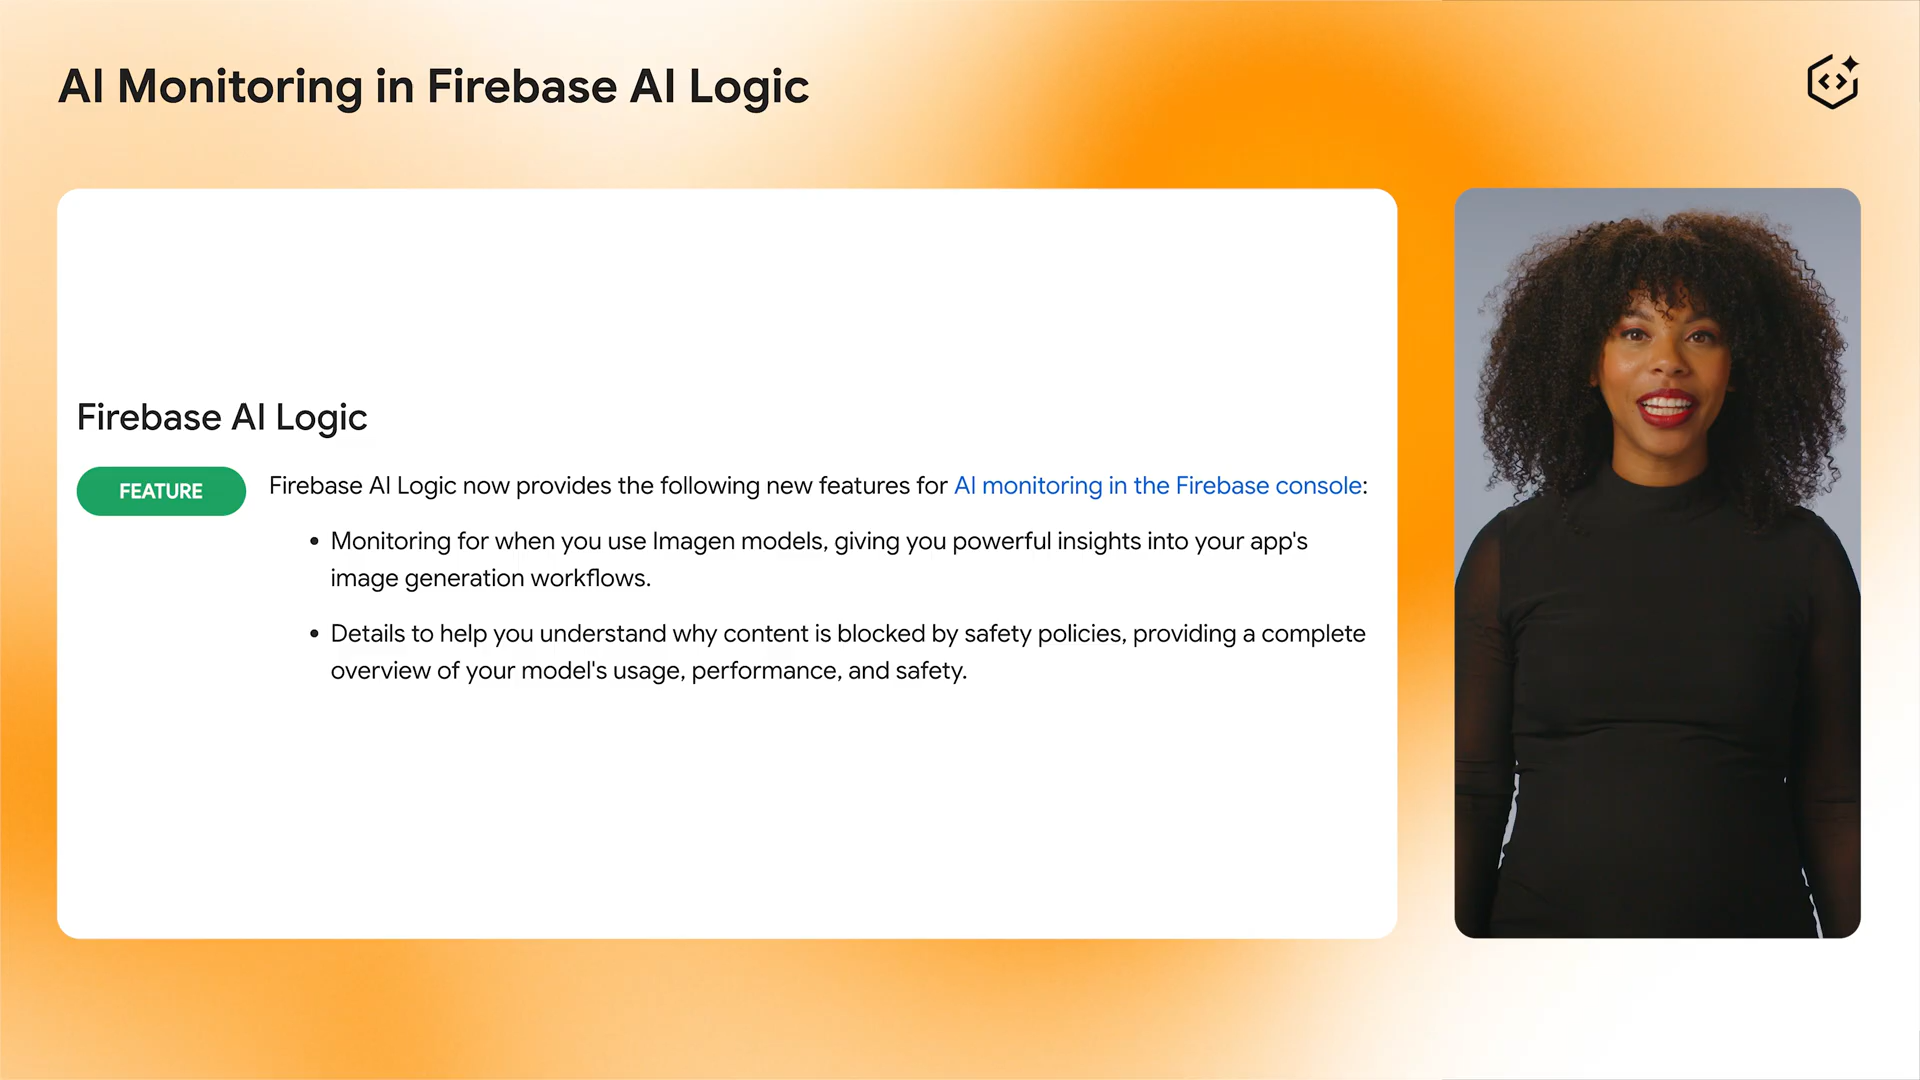 AI Monitoring in Firebase AI Logic
Firebase AI Logic
FEATURE
Firebase AI Logic now provides the following new features for AI monitoring in the Firebase console:
• Monitoring for when you use Imagen models, giving you powerful insights into your app's
image generation workflows.
• Details to help you understand why content is blocked by safety policies, providing a complete
overview of your model's usage, performance, and safety.